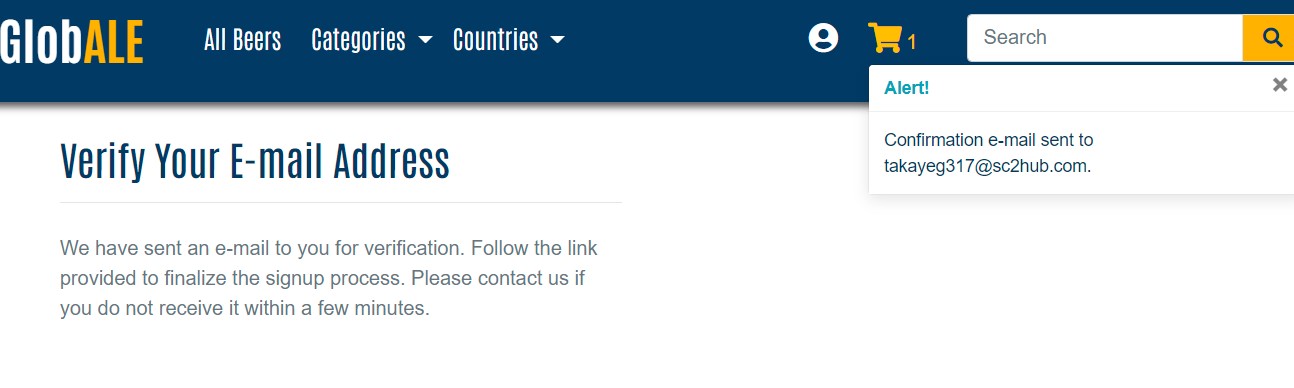 GlobALE All Beers Categories Countries 1 Search
Alert!
Confirmation e-mail sent to
takayeg317@sc2hub.com.
Verify Your E-mail Address
We have sent an e-mail to you for verification. Follow the link
provided to finalize the signup process. Please contact us if
you do not receive it within a few minutes.